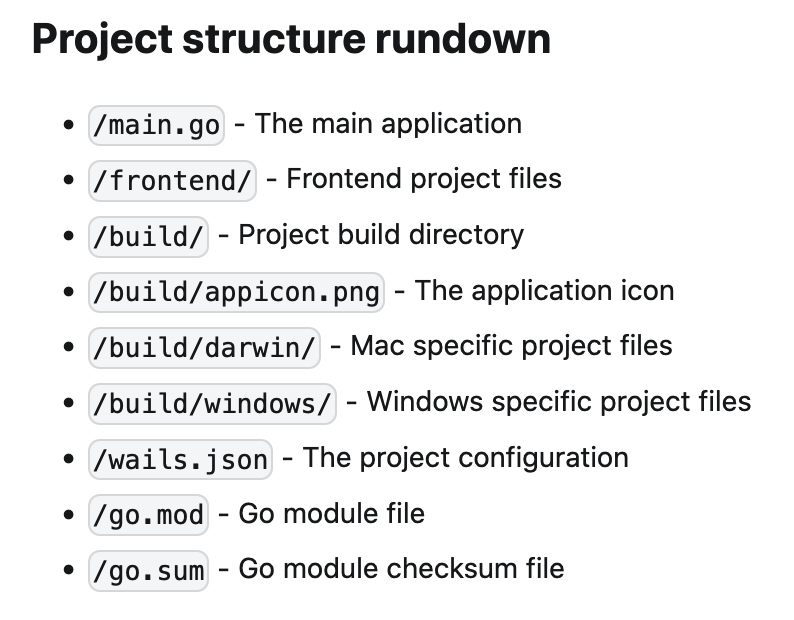 Project structure rundown
• /main.go - The main application
• /frontend/ - Frontend project files
• /build/ - Project build directory
• /build/appicon.png - The application icon
• /build/darwin/ - Mac specific project files
• /build/windows/ - Windows specific project files
• /wails.json - The project configuration
• /go.mod - Go module file
• /go.sum - Go module checksum file